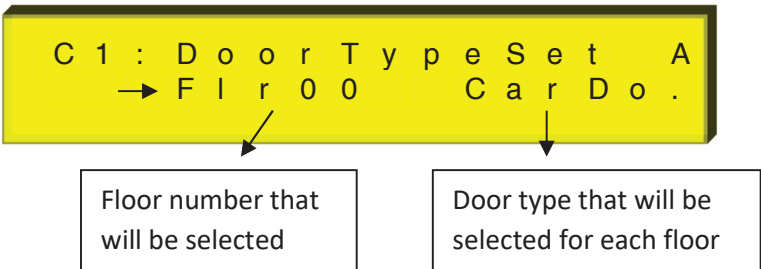 C1: DoorTypeSet A
→ Flr00 CarDo.
Floor number that
will be selected
Door type that will be
selected for each floor